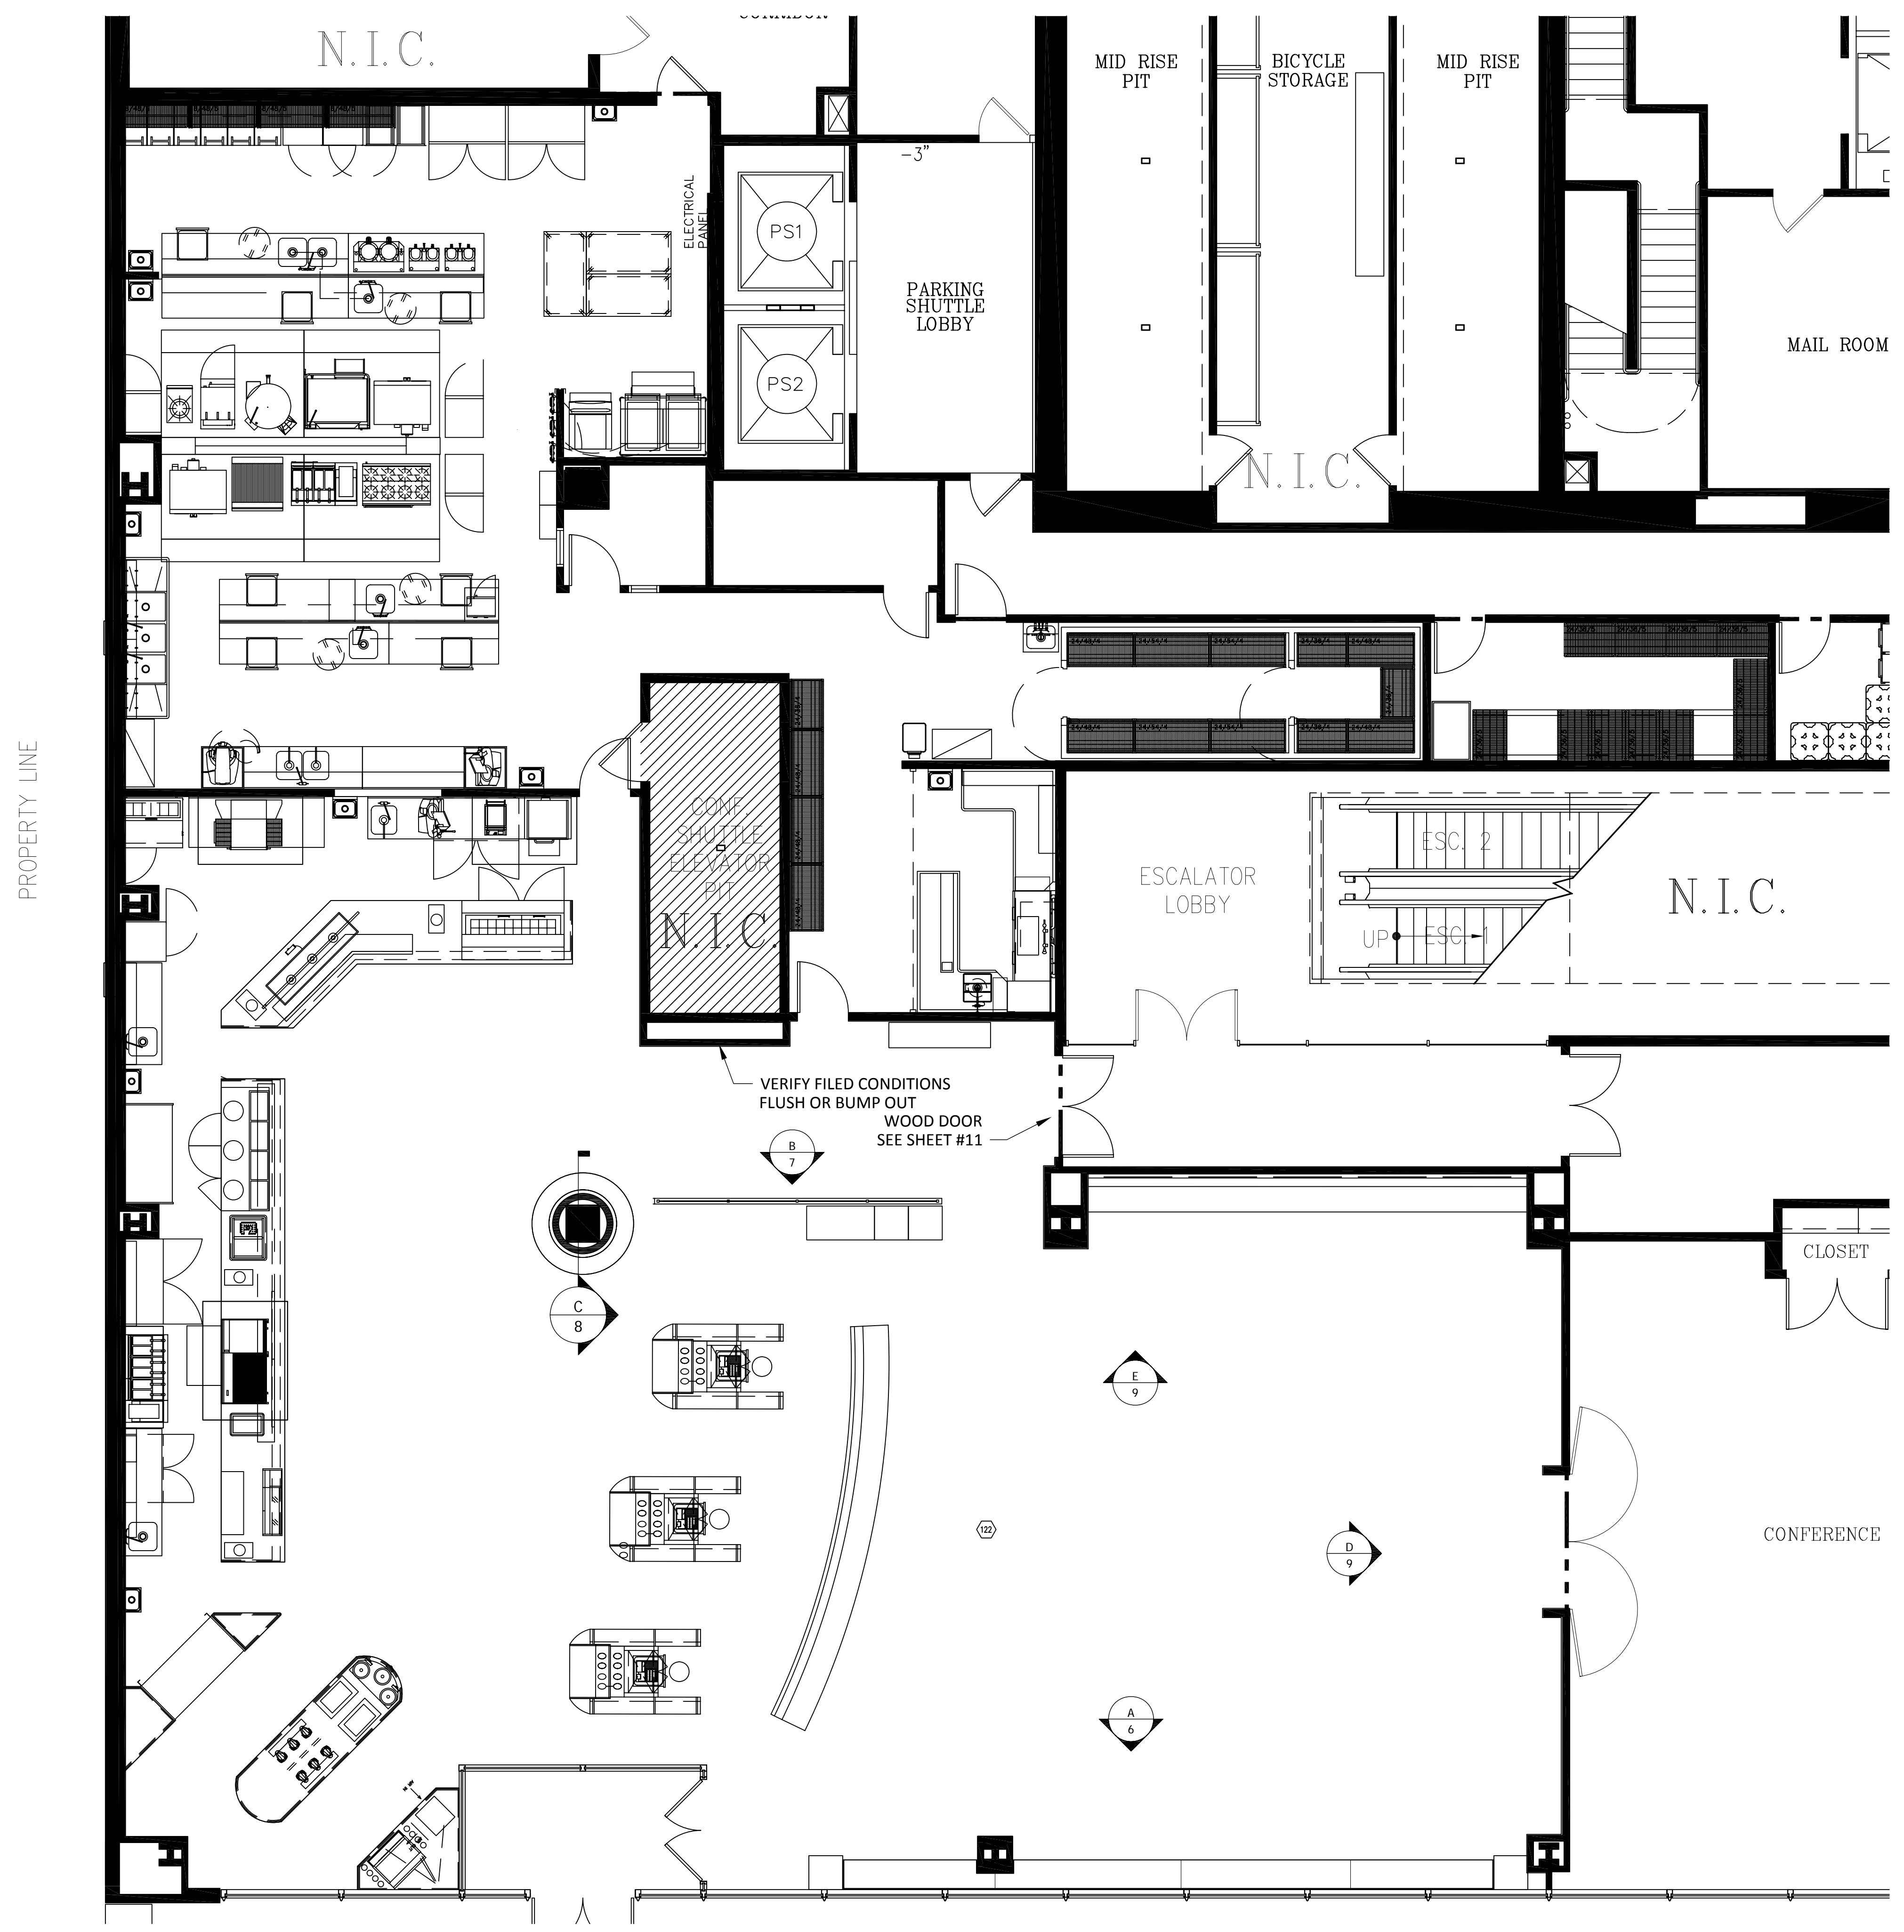 N.I.C.
CORRIDOR
MID RISE
PIT
BICYCLE
STORAGE
MID RISE
PIT
-3"
ELECTRICAL
PANEL
PS1
PARKING
SHUTTLE
LOBBY
PS2
MAIL ROOM
N.I.C.
PROPERTY LINE
CONF.
SHUTTLE
ELEVATOR
PIT
N.I.C.
ESCALATOR
LOBBY
ESC. 2
UP
ESC. 1
N.I.C.
VERIFY FILED CONDITIONS
FLUSH OR BUMP OUT
WOOD DOOR
SEE SHEET #11
B
7
C
8
CLOSET
E
9
122
D
9
CONFERENCE
A
6